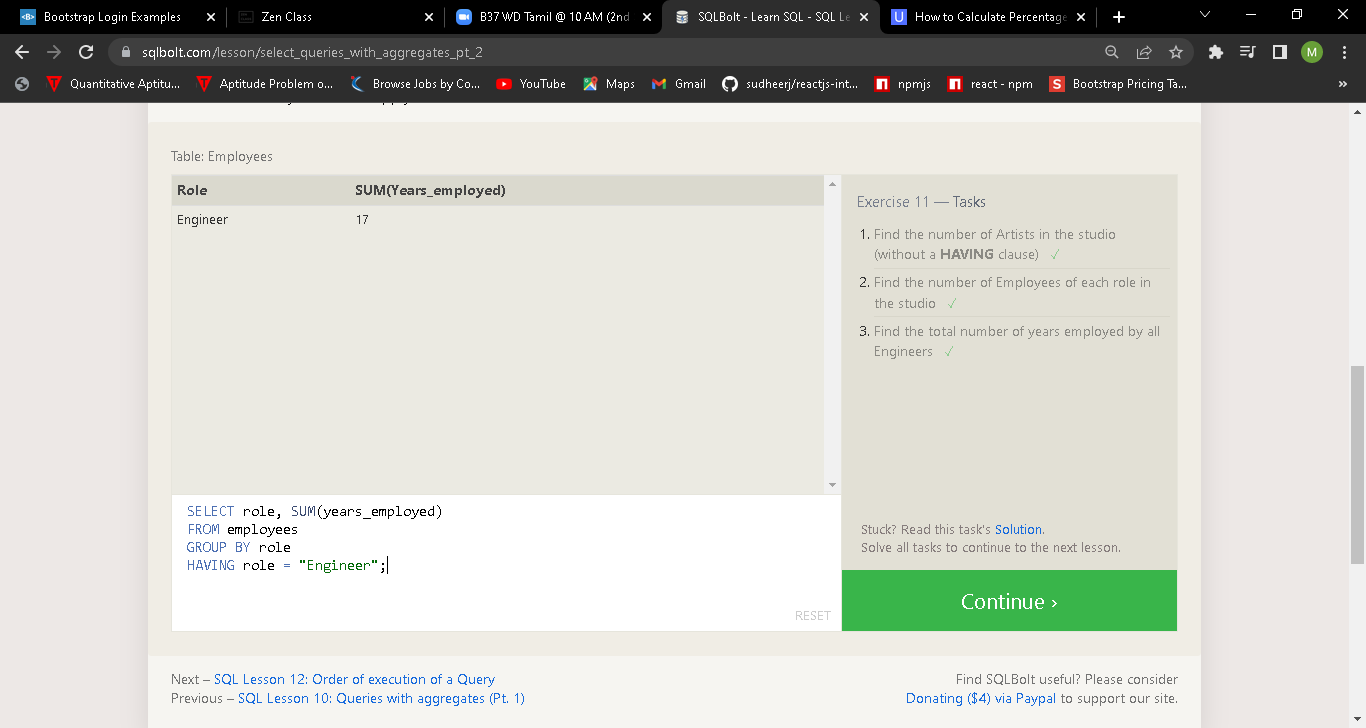 Bootstrap Login Examples
Zen Class
B37 WD Tamil @ 10 AM (2nd
SQLBolt - Learn SQL - SQL Le
How to Calculate Percentage
sqlbolt.com/lesson/select_queries_with_aggregates_pt_2
M
Quantitative Aptitu...
Aptitude Problem o...
Browse Jobs by Co...
YouTube
Maps
Gmail
sudheerj/reactjs-int...
npmjs
react - npm
Bootstrap Pricing Ta...
»
Table: Employees
Role SUM(Years_employed)
Engineer 17
Exercise 11 — Tasks
1. Find the number of Artists in the studio
(without a HAVING clause) ✓
2. Find the number of Employees of each role in
the studio ✓
3. Find the total number of years employed by all
Engineers ✓
Stuck? Read this task's Solution.
Solve all tasks to continue to the next lesson.
Continue ›
SELECT role, SUM(years_employed)
FROM employees
GROUP BY role
HAVING role = "Engineer";
RESET
Next – SQL Lesson 12: Order of execution of a Query
Previous – SQL Lesson 10: Queries with aggregates (Pt. 1)
Find SQLBolt useful? Please consider
Donating ($4) via Paypal to support our site.